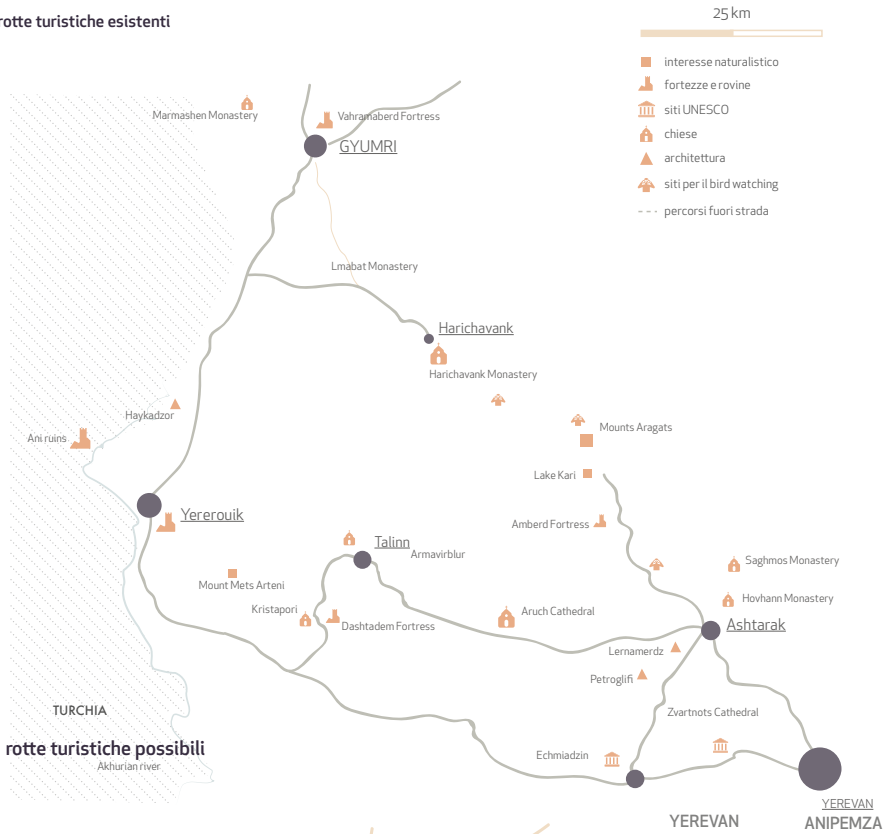 rotte turistiche esistenti
25 km
interesse naturalistico
fortezze e rovine
siti UNESCO
chiese
architettura
siti per il bird watching
percorsi fuori strada
Marmashen Monastery
Vahramaberd Fortress
GYUMRI
Lmabat Monastery
Harichavank
Harichavank Monastery
Haykadzor
Ani ruins
Mounts Aragats
Lake Kari
Yererouik
Amberd Fortress
Talinn
Armavirblur
Saghmos Monastery
Mount Mets Arteni
Hovhann Monastery
Kristapori
Aruch Cathedral
Dashtadem Fortress
Ashtarak
Lernamerdz
Petroglifi
TURCHIA
Zvartnots Cathedral
rotte turistiche possibili
Echmiadzin
Akhurian river
YEREVAN
YEREVAN
ANIPEMZA